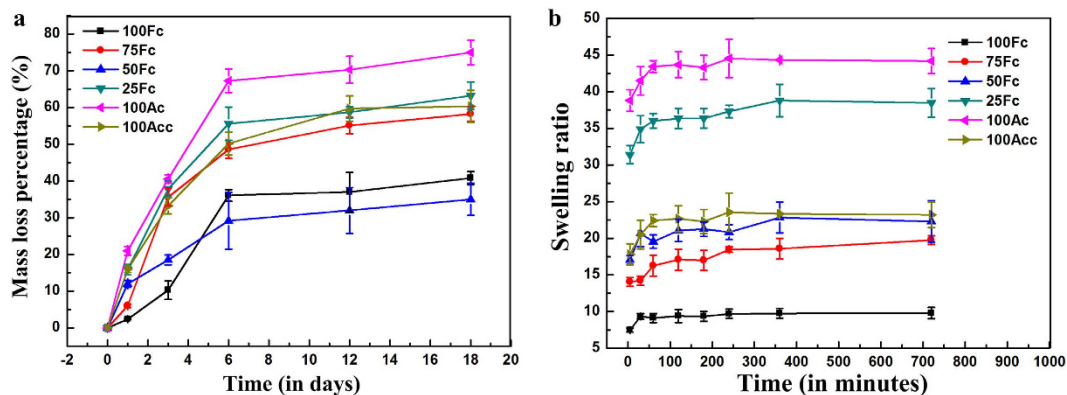 a
100Fc
75Fc
50Fc
25Fc
100Ac
100Acc
Mass loss percentage (%)
80
70
60
50
40
30
20
10
0
-2 0 2 4 6 8 10 12 14 16 18 20
Time (in days)
b
100Fc
75Fc
50Fc
25Fc
100Ac
100Acc
Swelling ratio
50
45
40
35
30
25
20
15
10
5
0 100 200 300 400 500 600 700 800 900 1000
Time (in minutes)